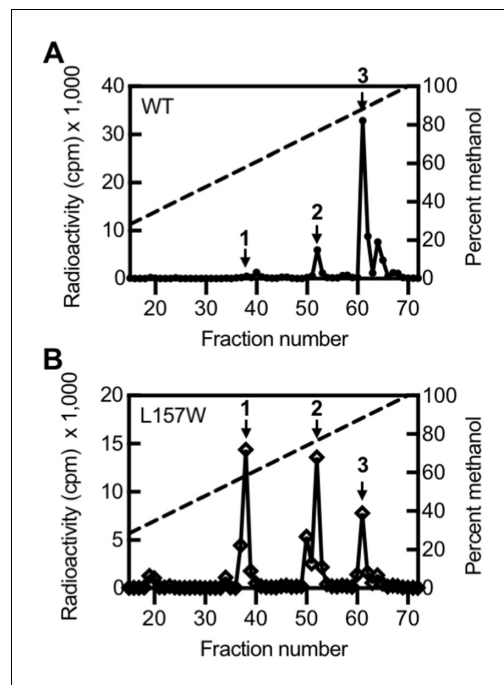 A
WT
1
2
3
40
30
20
10
0
100
80
60
40
20
0
20 30 40 50 60 70
Radioactivity (cpm) x 1,000
Percent methanol
Fraction number
B
L157W
1
2
3
20
15
10
5
0
100
80
60
40
20
0
20 30 40 50 60 70
Radioactivity (cpm) x 1,000
Percent methanol
Fraction number